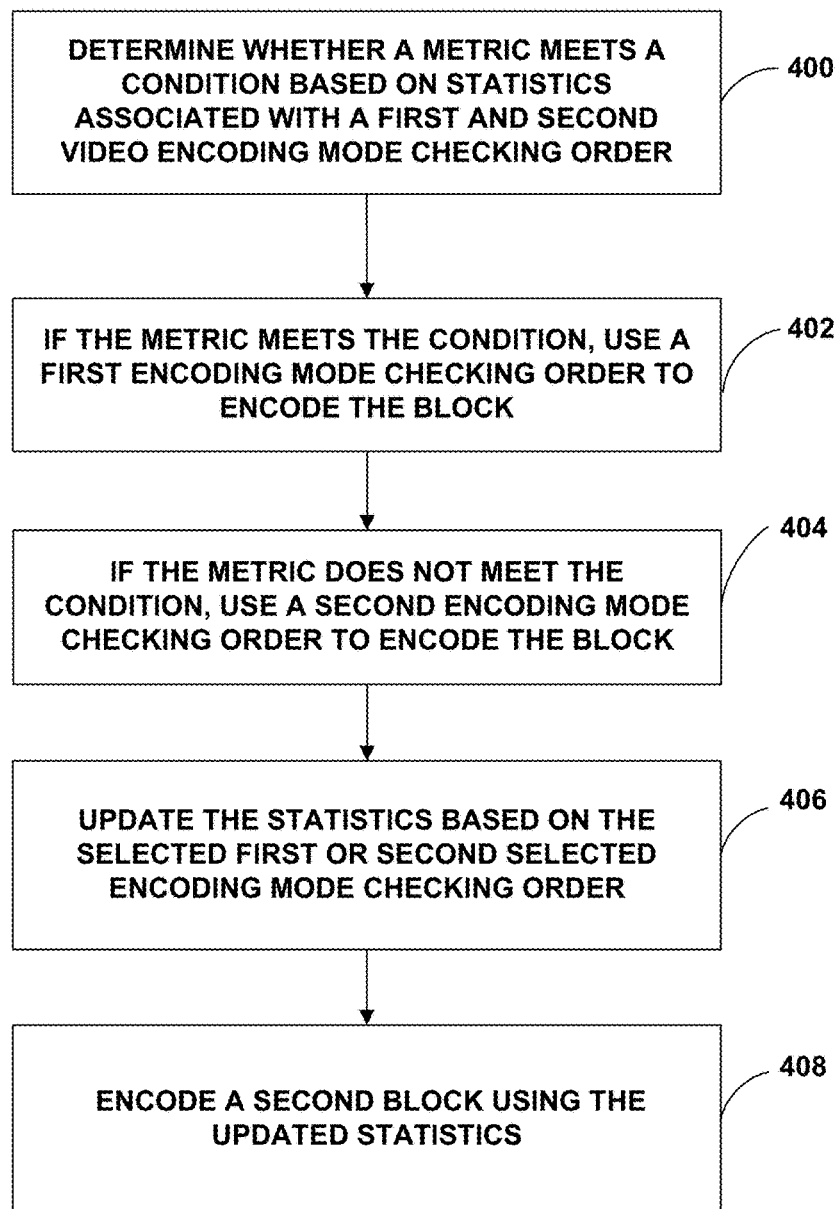 DETERMINE WHETHER A METRIC MEETS A
CONDITION BASED ON STATISTICS
ASSOCIATED WITH A FIRST AND SECOND
VIDEO ENCODING MODE CHECKING ORDER
400
IF THE METRIC MEETS THE CONDITION, USE A
FIRST ENCODING MODE CHECKING ORDER TO
ENCODE THE BLOCK
402
IF THE METRIC DOES NOT MEET THE
CONDITION, USE A SECOND ENCODING MODE
CHECKING ORDER TO ENCODE THE BLOCK
404
UPDATE THE STATISTICS BASED ON THE
SELECTED FIRST OR SECOND SELECTED
ENCODING MODE CHECKING ORDER
406
ENCODE A SECOND BLOCK USING THE
UPDATED STATISTICS
408